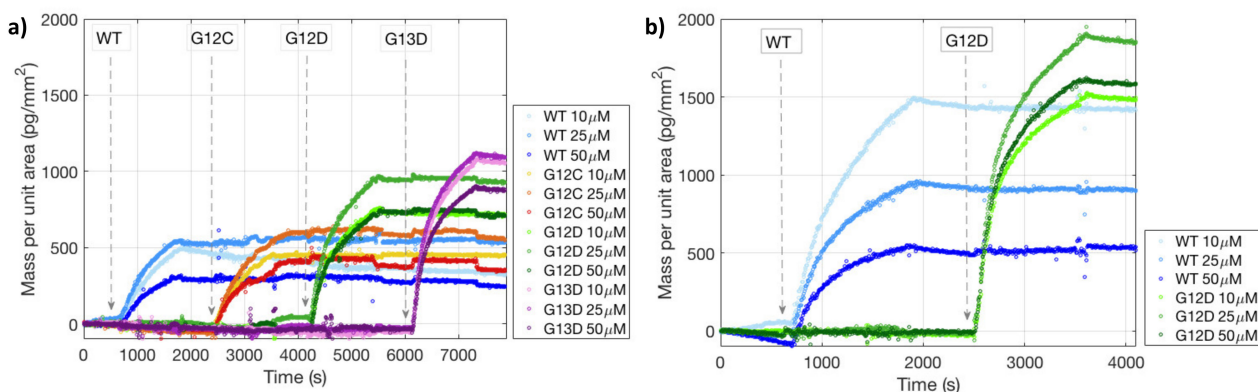 a)
2000
1500
1000
500
0
Mass per unit area (pg/mm²)
WT
G12C
G12D
G13D
0 1000 2000 3000 4000 5000 6000 7000
Time (s)
WT 10μM
WT 25μM
WT 50μM
G12C 10μM
G12C 25μM
G12C 50μM
G12D 10μM
G12D 25μM
G12D 50μM
G13D 10μM
G13D 25μM
G13D 50μM
b)
2000
1500
1000
500
0
Mass per unit area (pg/mm²)
WT
G12D
0 1000 2000 3000 4000
Time (s)
WT 10μM
WT 25μM
WT 50μM
G12D 10μM
G12D 25μM
G12D 50μM